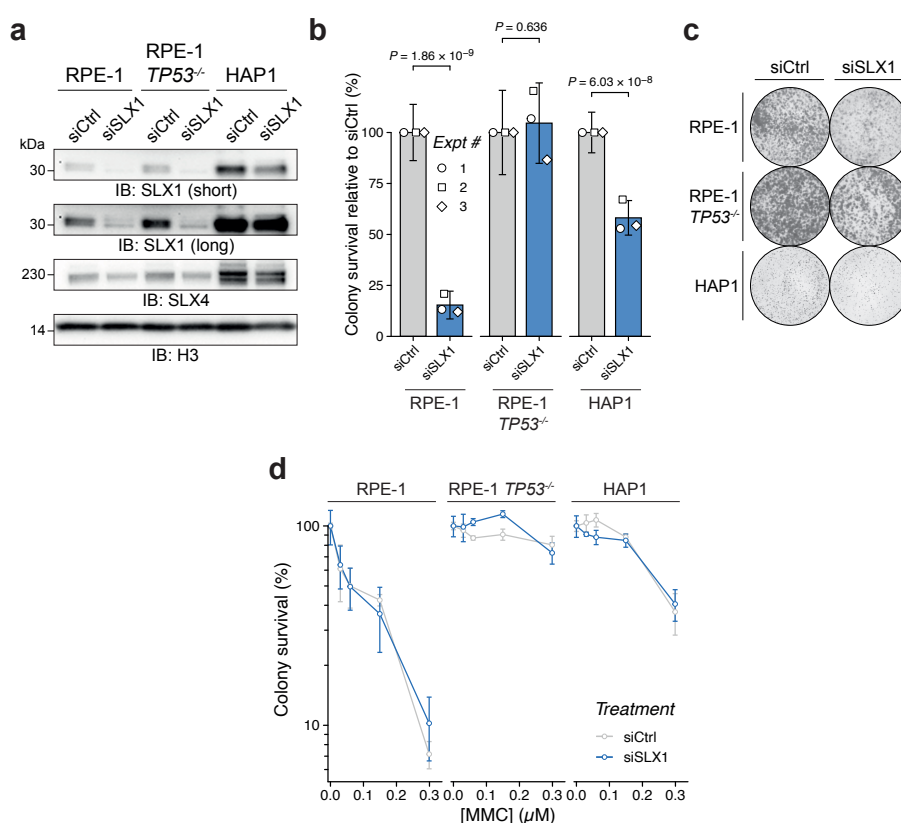 a
RPE-1
RPE-1
TP53-/-
HAP1
siCtrl
siSLX1
siCtrl
siSLX1
siCtrl
siSLX1
kDa
30
IB: SLX1 (short)
30
IB: SLX1 (long)
230
IB: SLX4
14
IB: H3
b
Colony survival relative to siCtrl (%)
P = 1.86 × 10−9
P = 0.636
P = 6.03 × 10−8
100
75
50
25
0
Expt #
1
2
3
siCtrl
siSLX1
siCtrl
siSLX1
siCtrl
siSLX1
RPE-1
RPE-1
TP53-/-
HAP1
c
siCtrl
siSLX1
RPE-1
RPE-1
TP53-/-
HAP1
d
RPE-1
RPE-1 TP53-/-
HAP1
Colony survival (%)
100
10
Treatment
siCtrl
siSLX1
0.0 0.1 0.2 0.3
0.0 0.1 0.2 0.3
0.0 0.1 0.2 0.3
[MMC] (µM)